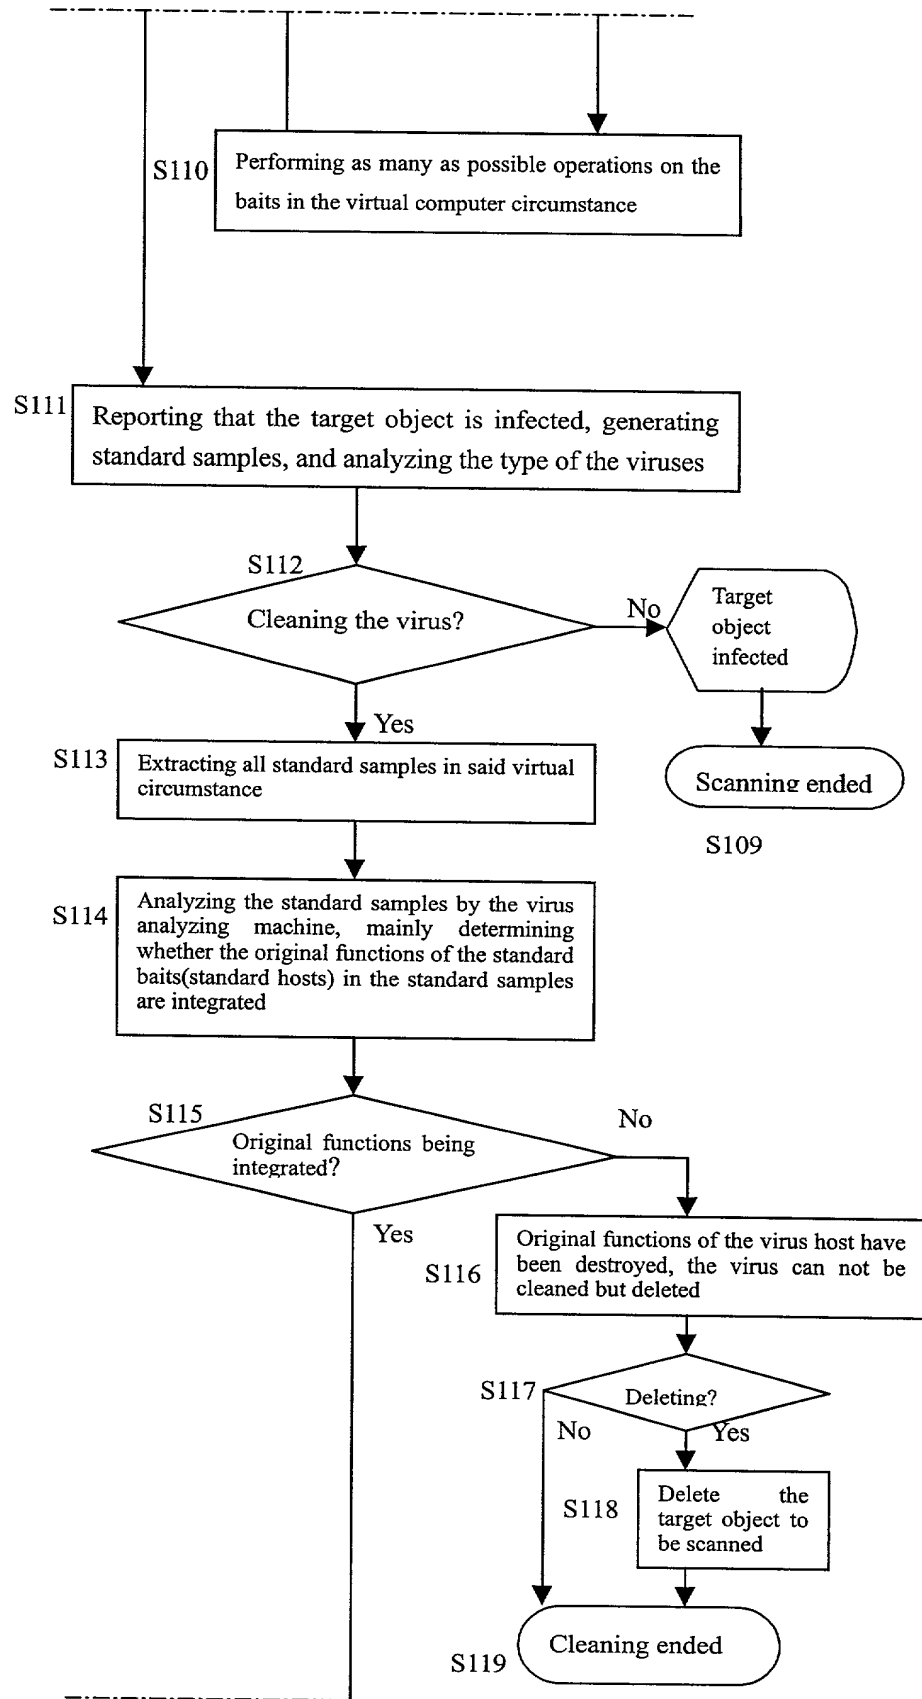 S110
Performing as many as possible operations on the
baits in the virtual computer circumstance
S111
Reporting that the target object is infected, generating
standard samples, and analyzing the type of the viruses
S112
Cleaning the virus?
No
Target
object
infected
Yes
S113
Extracting all standard samples in said virtual
circumstance
Scanning ended
S109
S114
Analyzing the standard samples by the virus
analyzing machine, mainly determining
whether the original functions of the standard
baits(standard hosts) in the standard samples
are integrated
S115
Original functions being
integrated?
No
Yes
S116
Original functions of the virus host have
been destroyed, the virus can not be
cleaned but deleted
S117
Deleting?
No
Yes
S118
Delete the
target object to
be scanned
Cleaning ended
S119